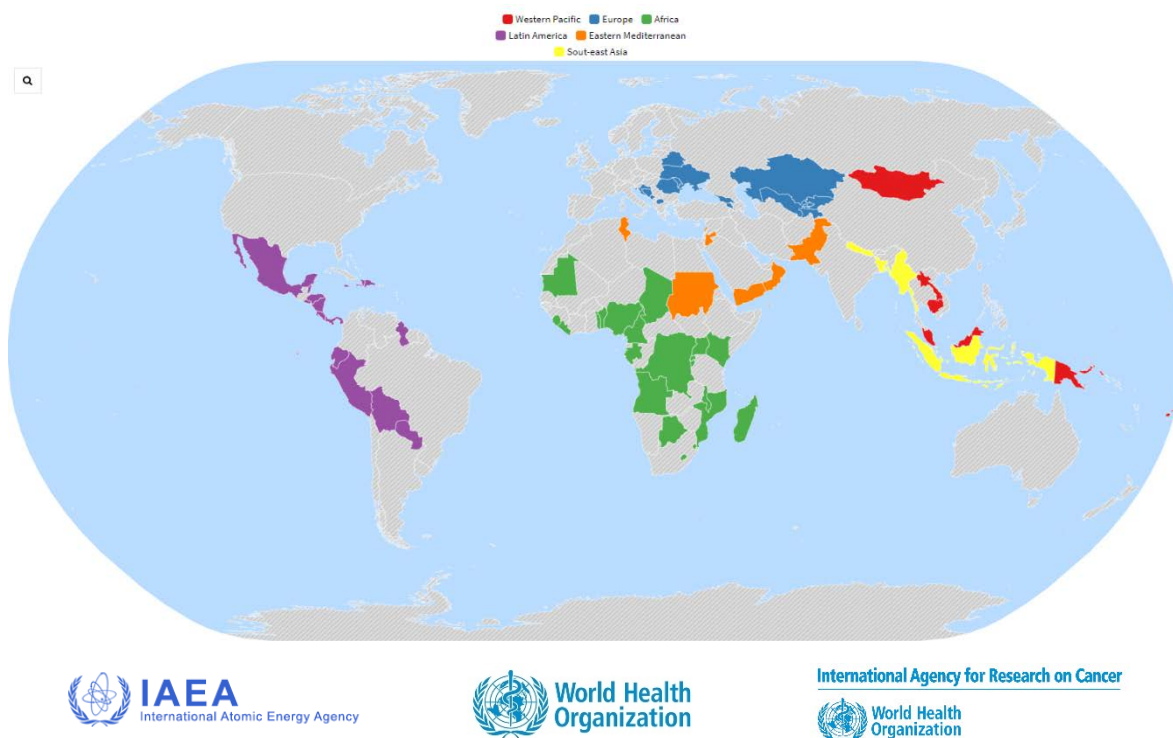 Western Pacific Europe Africa
Latin America Eastern Mediterranean
Sout-east Asia
IAEA
International Atomic Energy Agency
World Health
Organization
International Agency for Research on Cancer
World Health
Organization